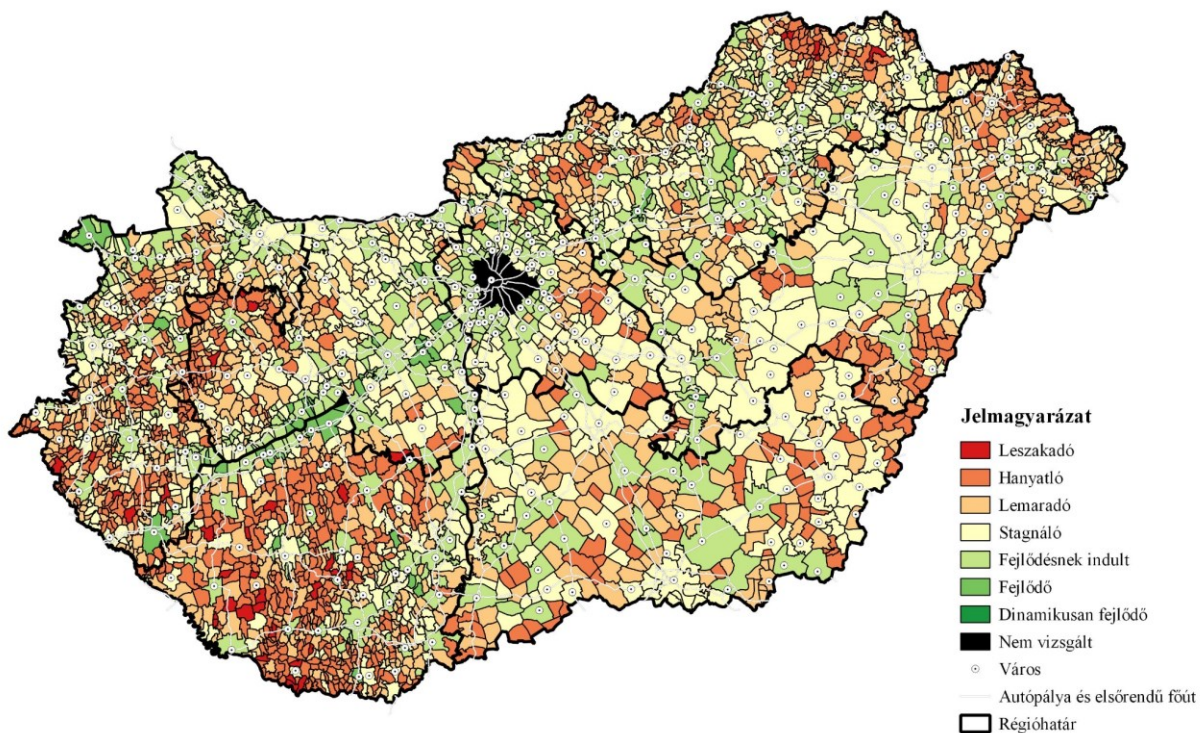 Jelmagyarázat
Leszakadó
Hanyatló
Lemaradó
Stagnáló
Fejlődésnek indult
Fejlődő
Dinamikusan fejlődő
Nem vizsgált
Város
Autópálya és elsőrendű főút
Régióhatár